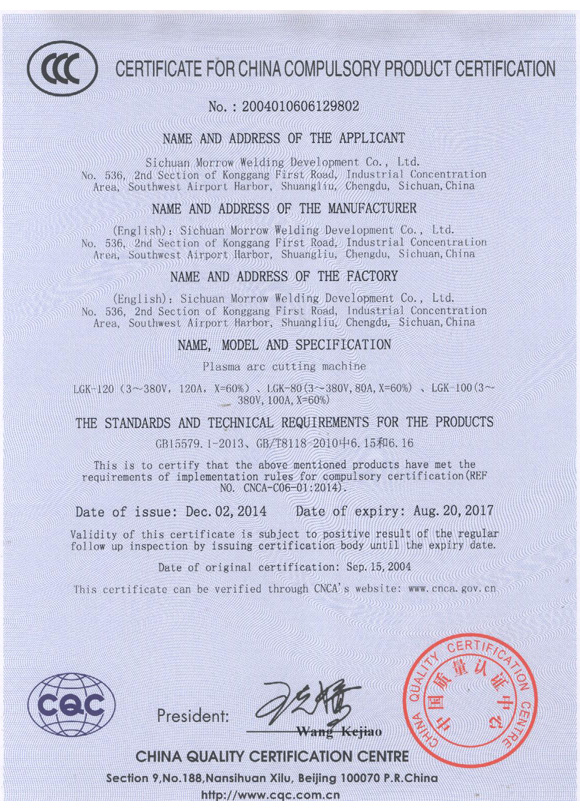 CCC
CERTIFICATE FOR CHINA COMPULSORY PRODUCT CERTIFICATION
No. : 2004010606129802
NAME AND ADDRESS OF THE APPLICANT
Sichuan Morrow Welding Development Co., Ltd.
No. 536, 2nd Section of Konggang First Road, Industrial Concentration
Area, Southwest Airport Harbor, Shuangliu, Chengdu, Sichuan,China
NAME AND ADDRESS OF THE MANUFACTURER
(English): Sichuan Morrow Welding Development Co., Ltd.
No. 536, 2nd Section of Konggang First Road, Industrial Concentration
Area, Southwest Airport Harbor, Shuangliu, Chengdu, Sichuan,China
NAME AND ADDRESS OF THE FACTORY
(English): Sichuan Morrow Welding Development Co., Ltd.
No. 536, 2nd Section of Konggang First Road, Industrial Concentration
Area, Southwest Airport Harbor, Shuangliu, Chengdu, Sichuan,China
NAME, MODEL AND SPECIFICATION
Plasma arc cutting machine
LGK-120 (3~380V, 120A, X=60%) 、LGK-80(3~380V,80A,X=60%) 、LGK-100(3~
380V,100A,X=60%)
THE STANDARDS AND TECHNICAL REQUIREMENTS FOR THE PRODUCTS
GB15579.1-2013、GB/T8118-2010中6.15和6.16
This is to certify that the above mentioned products have met the
requirements of implementation rules for compulsory certification(REF
NO. CNCA-C06-01:2014).
Date of issue: Dec. 02, 2014 Date of expiry: Aug. 20, 2017
Validity of this certificate is subject to positive result of the regular
follow up inspection by issuing certification body until the expiry date.
Date of original certification: Sep. 15, 2004
This certificate can be verified through CNCA's website: www.cnca.gov.cn
CQC
President:
Wang Kejiao
CHINA QUALITY CERTIFICATION CENTRE
中国质量认证中心
CHINA QUALITY CERTIFICATION CENTRE
Section 9,No.188,Nansihuan Xilu, Beijing 100070 P.R.China
http://www.cqc.com.cn